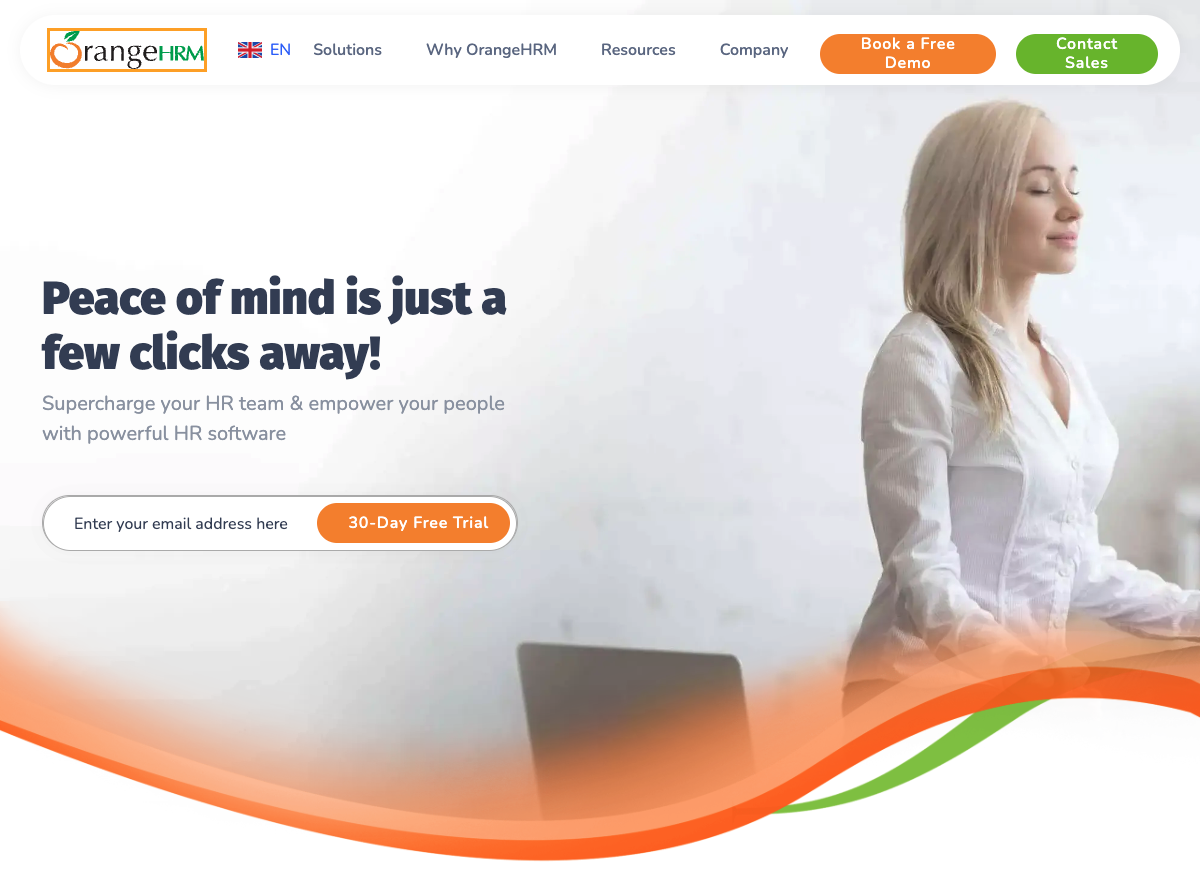 OrangeHRM
EN
Solutions
Why OrangeHRM
Resources
Company
Book a Free
Demo
Contact
Sales
Peace of mind is just a
few clicks away!
Supercharge your HR team & empower your people
with powerful HR software
Enter your email address here
30-Day Free Trial